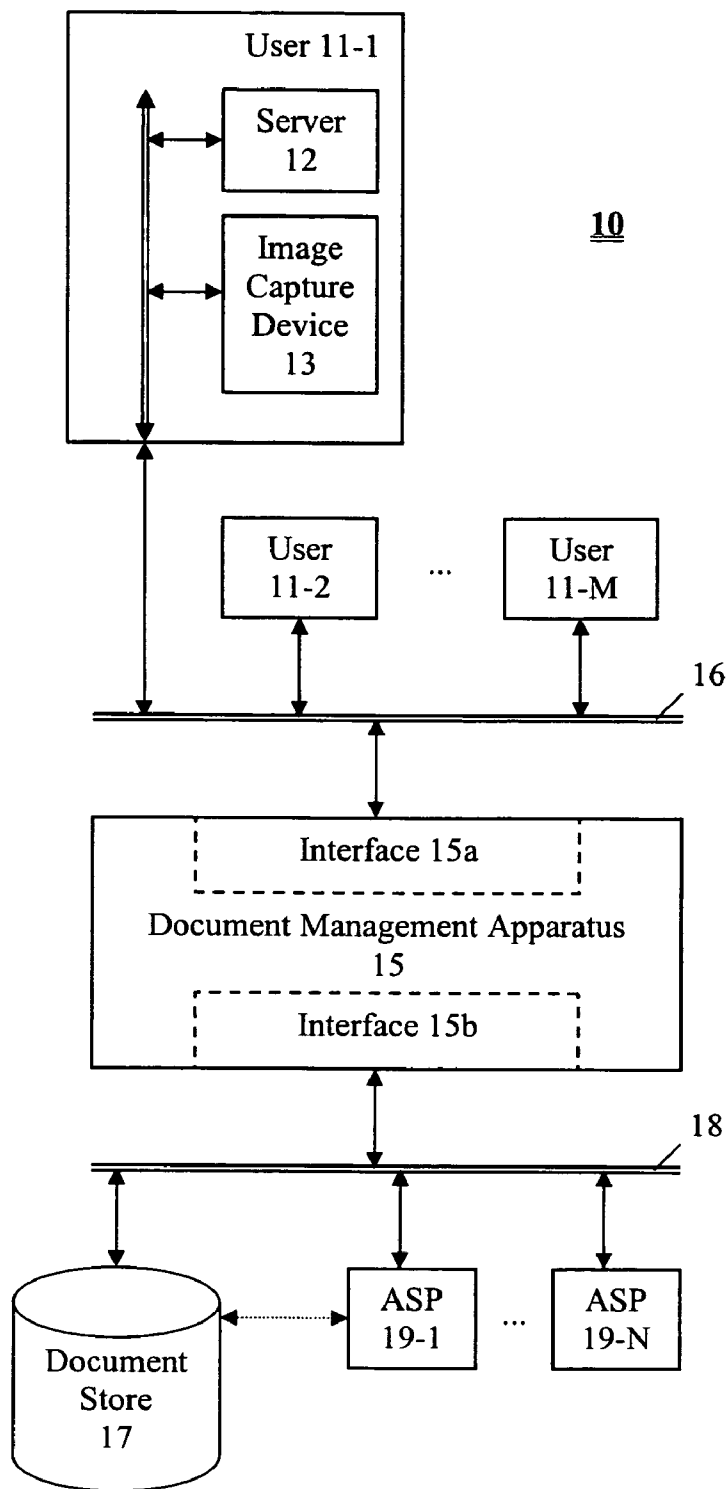 User 11-1
Server
12
10
Image
Capture
Device
13
User
11-2
...
User
11-M
16
Interface 15a
Document Management Apparatus
15
Interface 15b
18
ASP
19-1
...
ASP
19-N
Document
Store
17